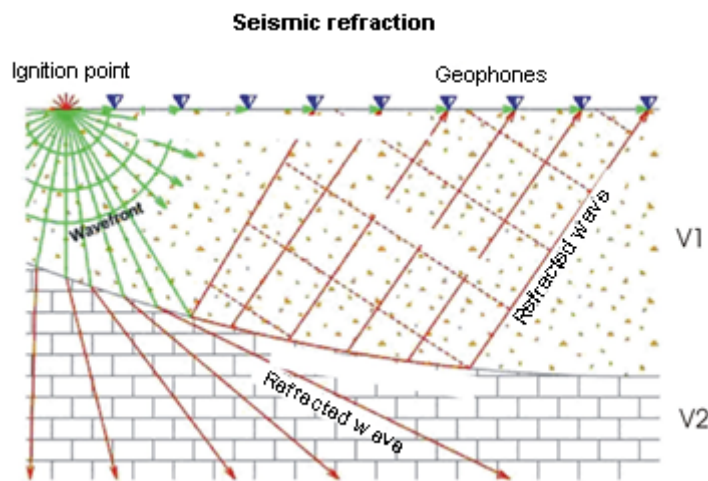 Seismic refraction
Ignition point
Geophones
Wavefront
Refracted wave
V1
Refracted wave
V2